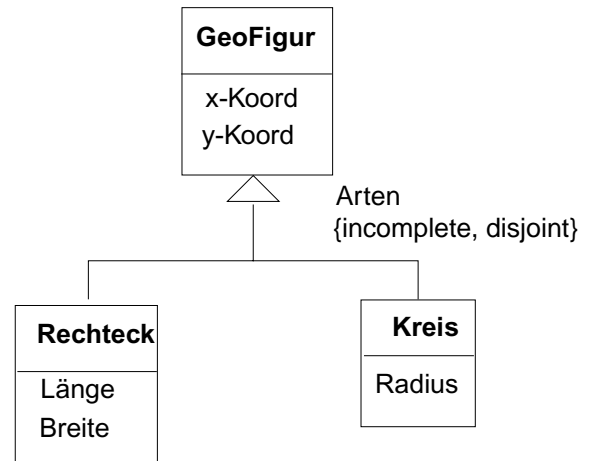 GeoFigur
x-Koord
y-Koord
Arten
{incomplete, disjoint}
Rechteck
Länge
Breite
Kreis
Radius